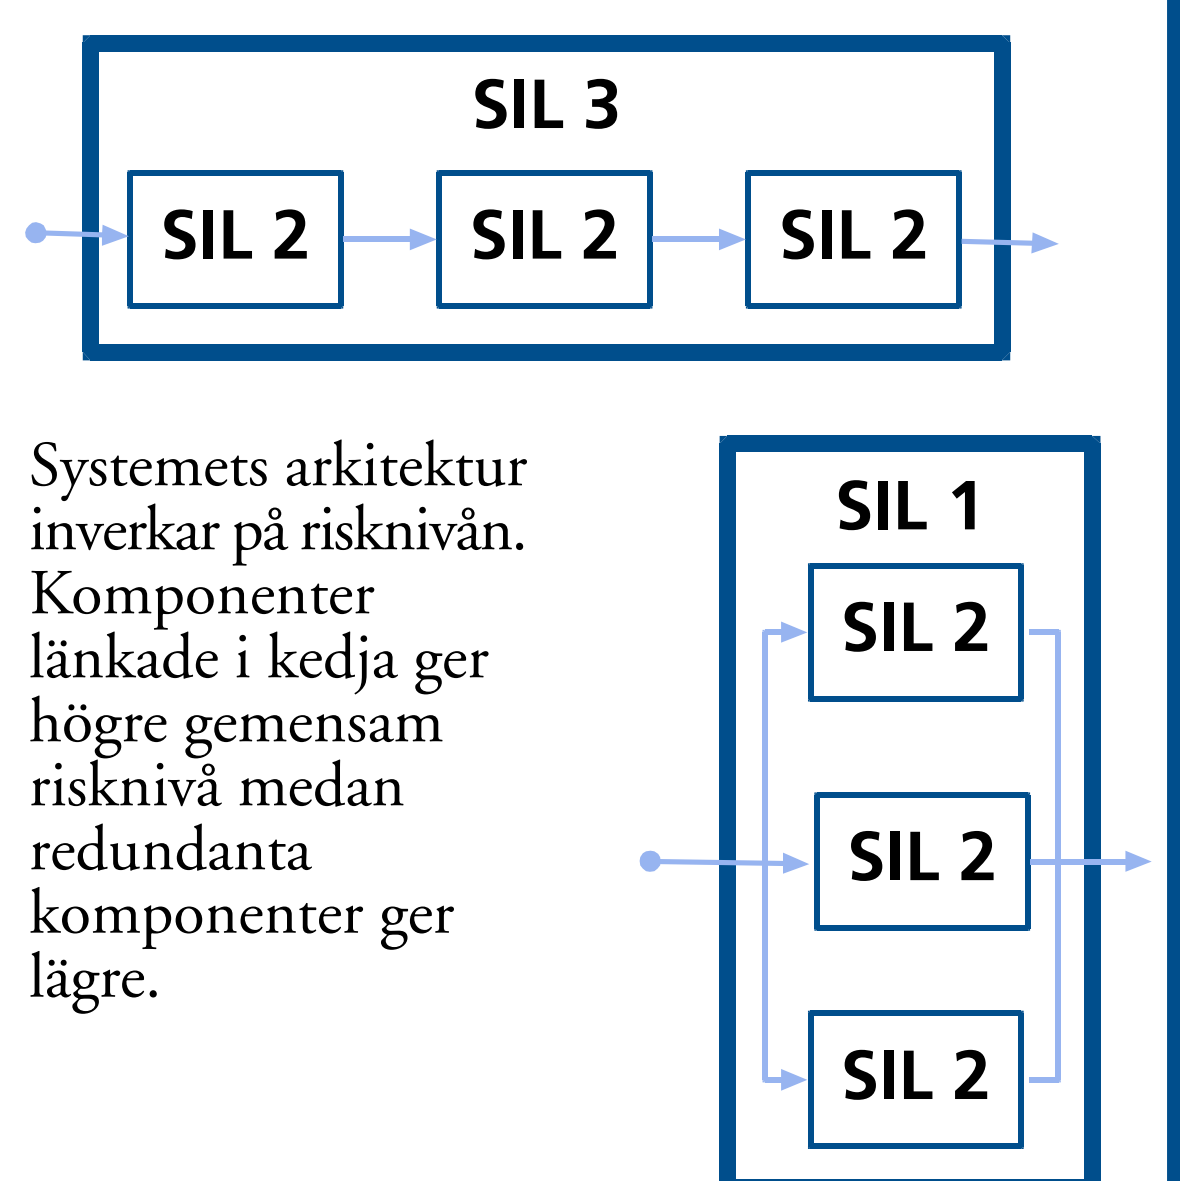 SIL 3
SIL 2 SIL 2 SIL 2
Systemets arkitektur
inverkar på risknivån.
Komponenter
länkade i kedja ger
högre gemensam
risknivå medan
redundanta
komponenter ger
lägre.
SIL 1
SIL 2
SIL 2
SIL 2